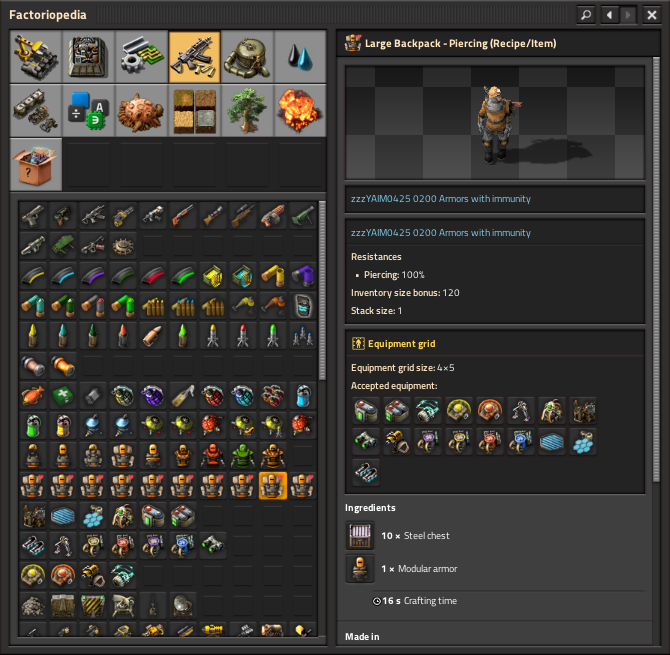 Factoriopedia
Large Backpack - Piercing (Recipe/Item)
zzzYAIM0425 0200 Armors with immunity
zzzYAIM0425 0200 Armors with immunity
Resistances
• Piercing: 100%
Inventory size bonus: 120
Stack size: 1
Equipment grid
Equipment grid size: 4×5
Accepted equipment:
Ingredients
10 × Steel chest
1 × Modular armor
16 s Crafting time
Made in